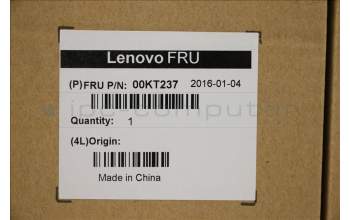 Lenovo FRU
(P)FRU P/N: 00KT237 2016-01-04
Quantity: 1
(4L)Origin:
Made in China